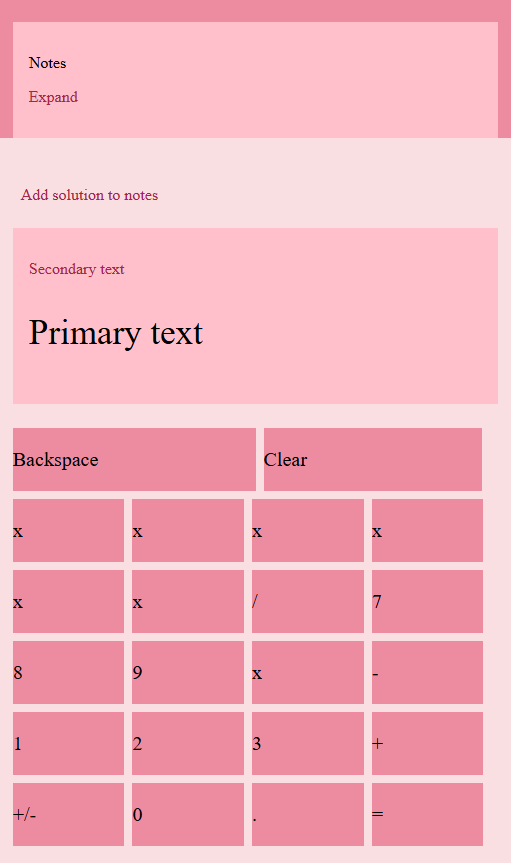 Notes
Expand
Add solution to notes
Secondary text
Primary text
Backspace Clear
x x x x
x x / 7
8 9 x -
1 2 3 +
+/- 0 . =